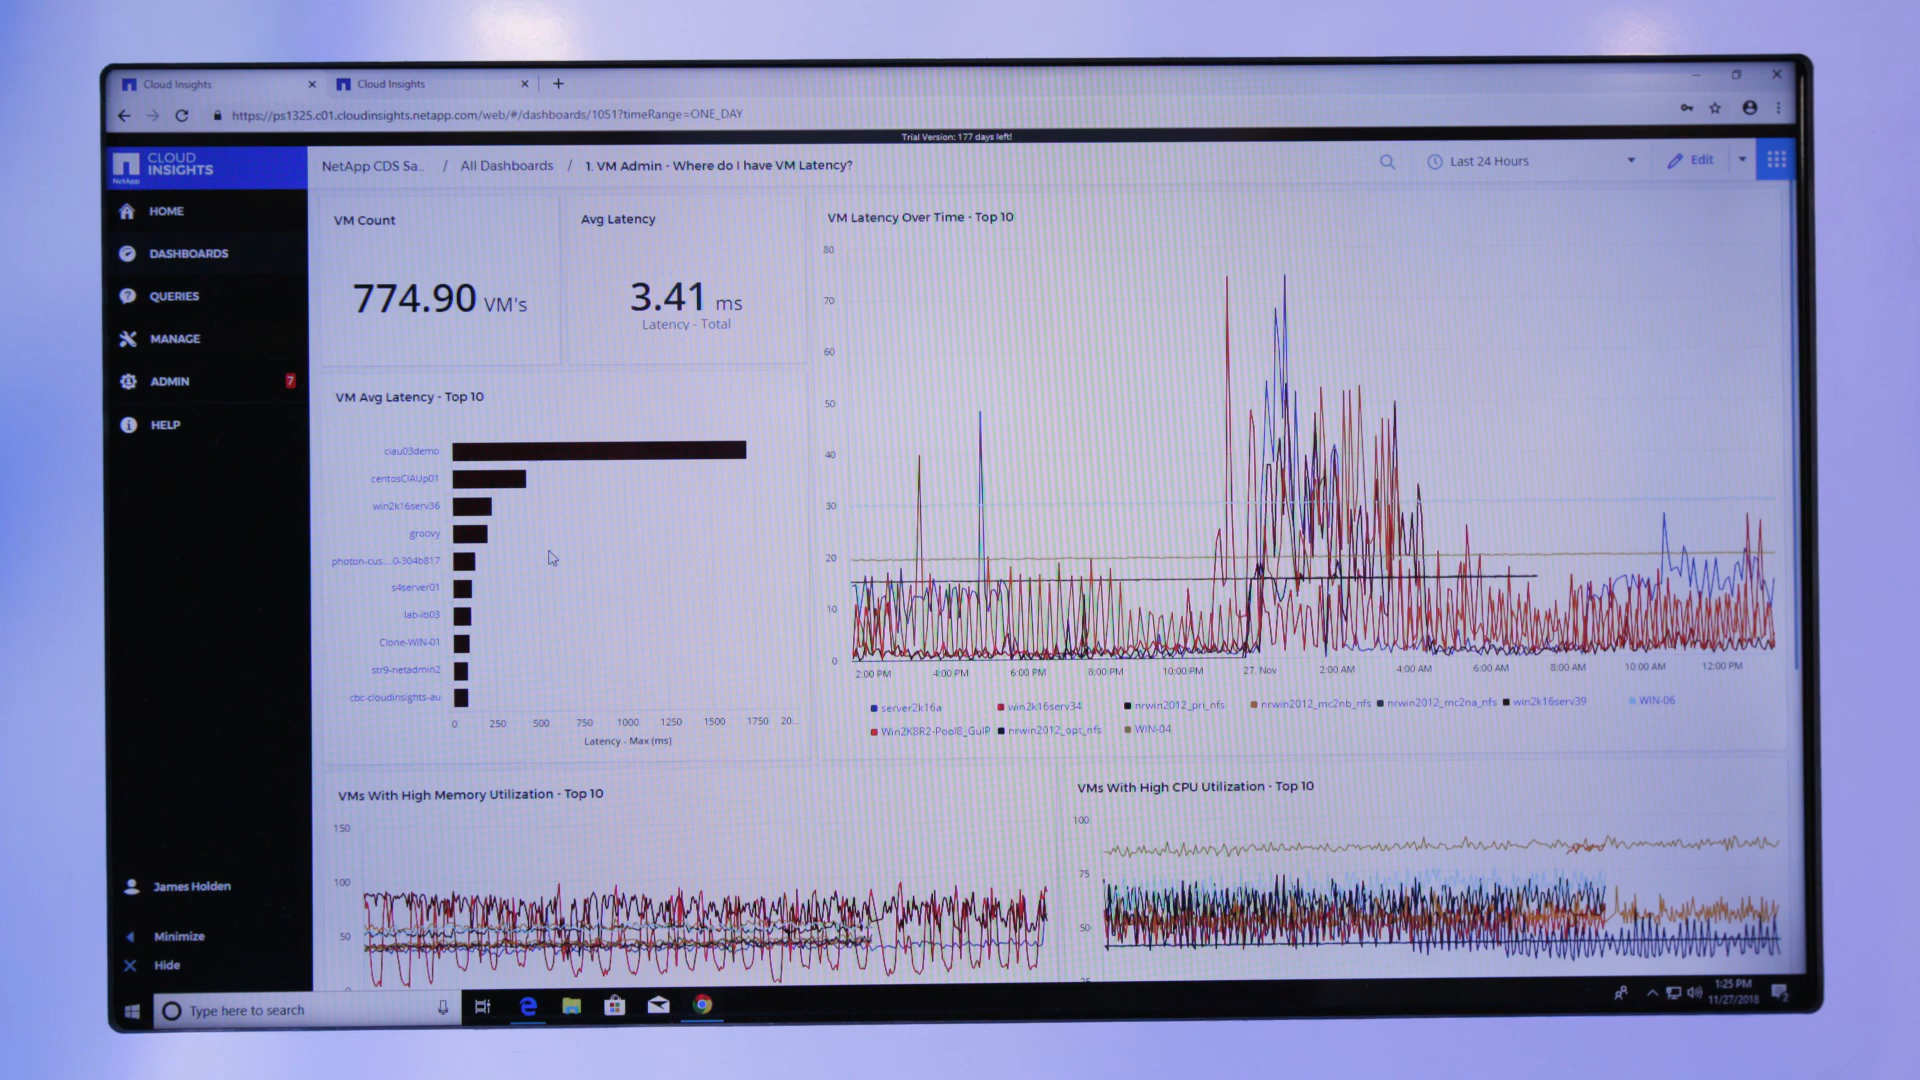 Cloud Insights
Cloud Insights
https://ps1325.c01.cloudinsights.netapp.com/web/#/dashboards/1051?timeRange=ONE_DAY
Trial Version: 177 days left!
NetApp
CLOUD
INSIGHTS
NetApp CDS Sa... / All Dashboards / 1. VM Admin - Where do I have VM Latency?
Last 24 Hours
Edit
HOME
DASHBOARDS
QUERIES
MANAGE
ADMIN 7
HELP
James Holden
Minimize
Hide
VM Count
774.90 VM's
Avg Latency
3.41 ms
Latency - Total
VM Avg Latency - Top 10
ciau03demo
centosCIAUp01
win2k16serv36
groovy
photon-cus...0-304b817
s4server01
lab-ib03
Clone-WIN-01
str9-netadmin2
cbc-cloudinsights-au
0 250 500 750 1000 1250 1500 1750 20...
Latency - Max (ms)
VM Latency Over Time - Top 10
80
70
60
50
40
30
20
10
0
2:00 PM 4:00 PM 6:00 PM 8:00 PM 10:00 PM 27. Nov 2:00 AM 4:00 AM 6:00 AM 8:00 AM 10:00 AM 12:00 PM
server2k16a win2k16serv34 nrwin2012_pri_nfs nrwin2012_mc2nb_nfs nrwin2012_mc2na_nfs win2k16serv39 WIN-06
Win2K8R2-Pool8_GuIP nrwin2012_opt_nfs WIN-04
VMs With High Memory Utilization - Top 10
150
100
50
VMs With High CPU Utilization - Top 10
100
75
50
25
Type here to search
1:25 PM
11/27/2018
2